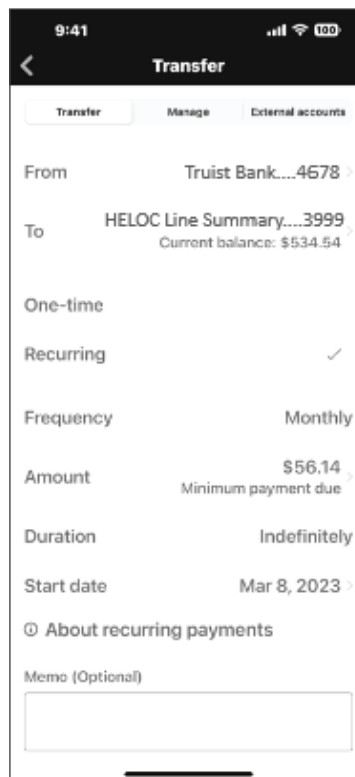 9:41
100
Transfer
Transfer Manage External accounts
From Truist Bank....4678
To HELOC Line Summary....3999
Current balance: $534.54
One-time
Recurring
Frequency Monthly
Amount $56.14
Minimum payment due
Duration Indefinitely
Start date Mar 8, 2023
About recurring payments
Memo (Optional)